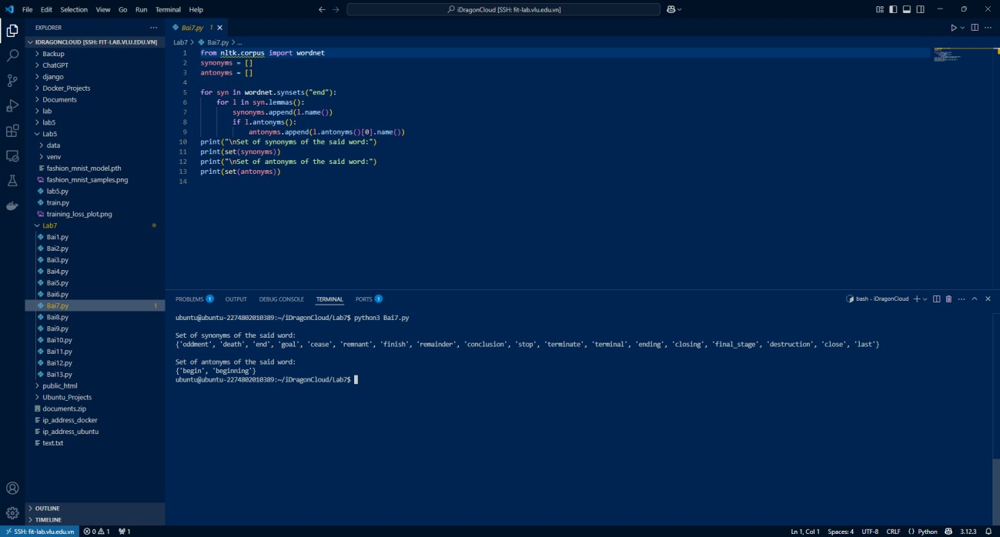 File Edit Selection View Go Run Terminal Help
iDragonCloud [SSH: fit-lab.vlu.edu.vn]
EXPLORER
IDRAGONCLOUD [SSH: FIT-LAB.VLU.EDU.VN]
Backup
ChatGPT
django
Docker_Projects
Documents
lab
lab5
Lab5
data
venv
fashion_mnist_model.pth
fashion_mnist_samples.png
lab5.py
train.py
training_loss_plot.png
Lab7
Bai1.py
Bai2.py
Bai3.py
Bai4.py
Bai5.py
Bai6.py
Bai7.py 1
Bai8.py
Bai9.py
Bai10.py
Bai11.py
Bai12.py
Bai13.py
public_html
Ubuntu_Projects
documents.zip
ip_address_docker
ip_address_ubuntu
text.txt
OUTLINE
TIMELINE
Bai7.py 1
Lab7 > Bai7.py > ...
1 from nltk.corpus import wordnet
2 synonyms = []
3 antonyms = []
4
5 for syn in wordnet.synsets("end"):
6     for l in syn.lemmas():
7         synonyms.append(l.name())
8         if l.antonyms():
9             antonyms.append(l.antonyms()[0].name())
10 print("\nSet of synonyms of the said word:")
11 print(set(synonyms))
12 print("\nSet of antonyms of the said word:")
13 print(set(antonyms))
14
PROBLEMS 1 OUTPUT DEBUG CONSOLE TERMINAL PORTS 1
bash - iDragonCloud
ubuntu@ubuntu-2274802010389:~/iDragonCloud/Lab7$ python3 Bai7.py
Set of synonyms of the said word:
{'oddment', 'death', 'end', 'goal', 'cease', 'remnant', 'finish', 'remainder', 'conclusion', 'stop', 'terminate', 'terminal', 'ending', 'closing', 'final_stage', 'destruction', 'close', 'last'}
Set of antonyms of the said word:
{'begin', 'beginning'}
ubuntu@ubuntu-2274802010389:~/iDragonCloud/Lab7$
SSH: fit-lab.vlu.edu.vn 0 1 1 Ln 1, Col 1 Spaces: 4 UTF-8 CRLF {} Python 3.12.3